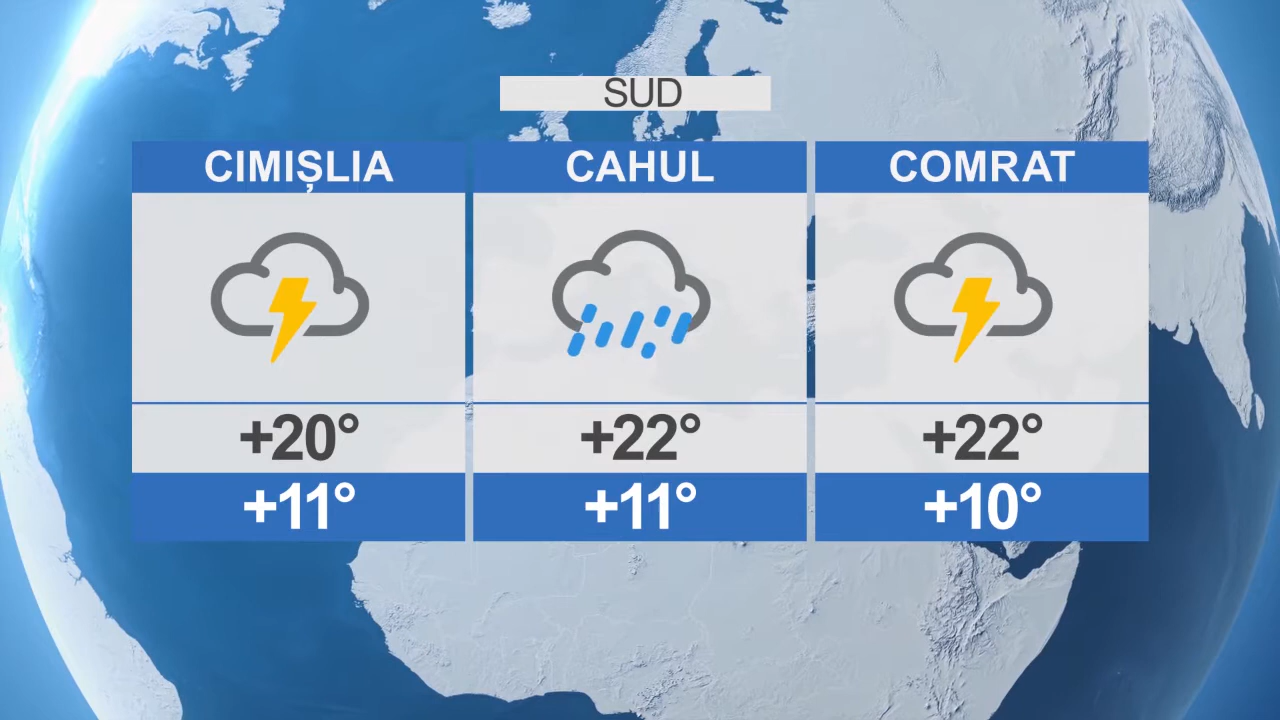 SUD
CIMIȘLIA
+20°
+11°
CAHUL
+22°
+11°
COMRAT
+22°
+10°